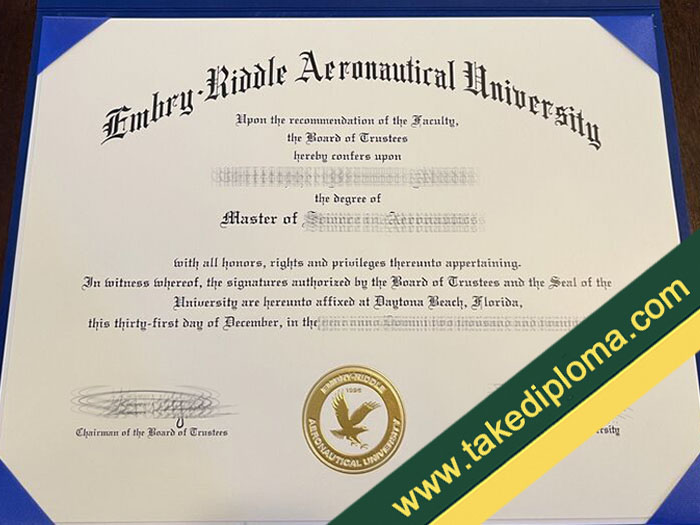 Embry-Riddle Aeronautical University
Upon the recommendation of the Faculty,
the Board of Trustees
hereby confers upon
the degree of
Master of
with all honors, rights and privileges thereunto appertaining.
In witness whereof, the signatures authorized by the Board of Trustees and the Seal of the
University are hereunto affixed at Daytona Beach, Florida,
this thirty-first day of December, in the
EMBRY-RIDDLE
AERONAUTICAL UNIVERSITY
Chairman of the Board of Trustees
www.takediploma.com